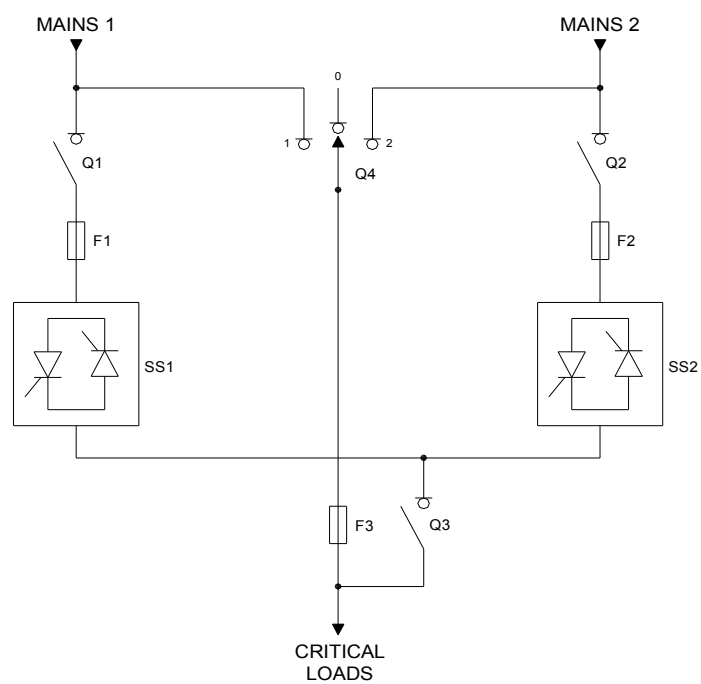 MAINS 1
MAINS 2
0
1
2
Q1
Q4
Q2
F1
F2
SS1
SS2
F3
Q3
CRITICAL
LOADS